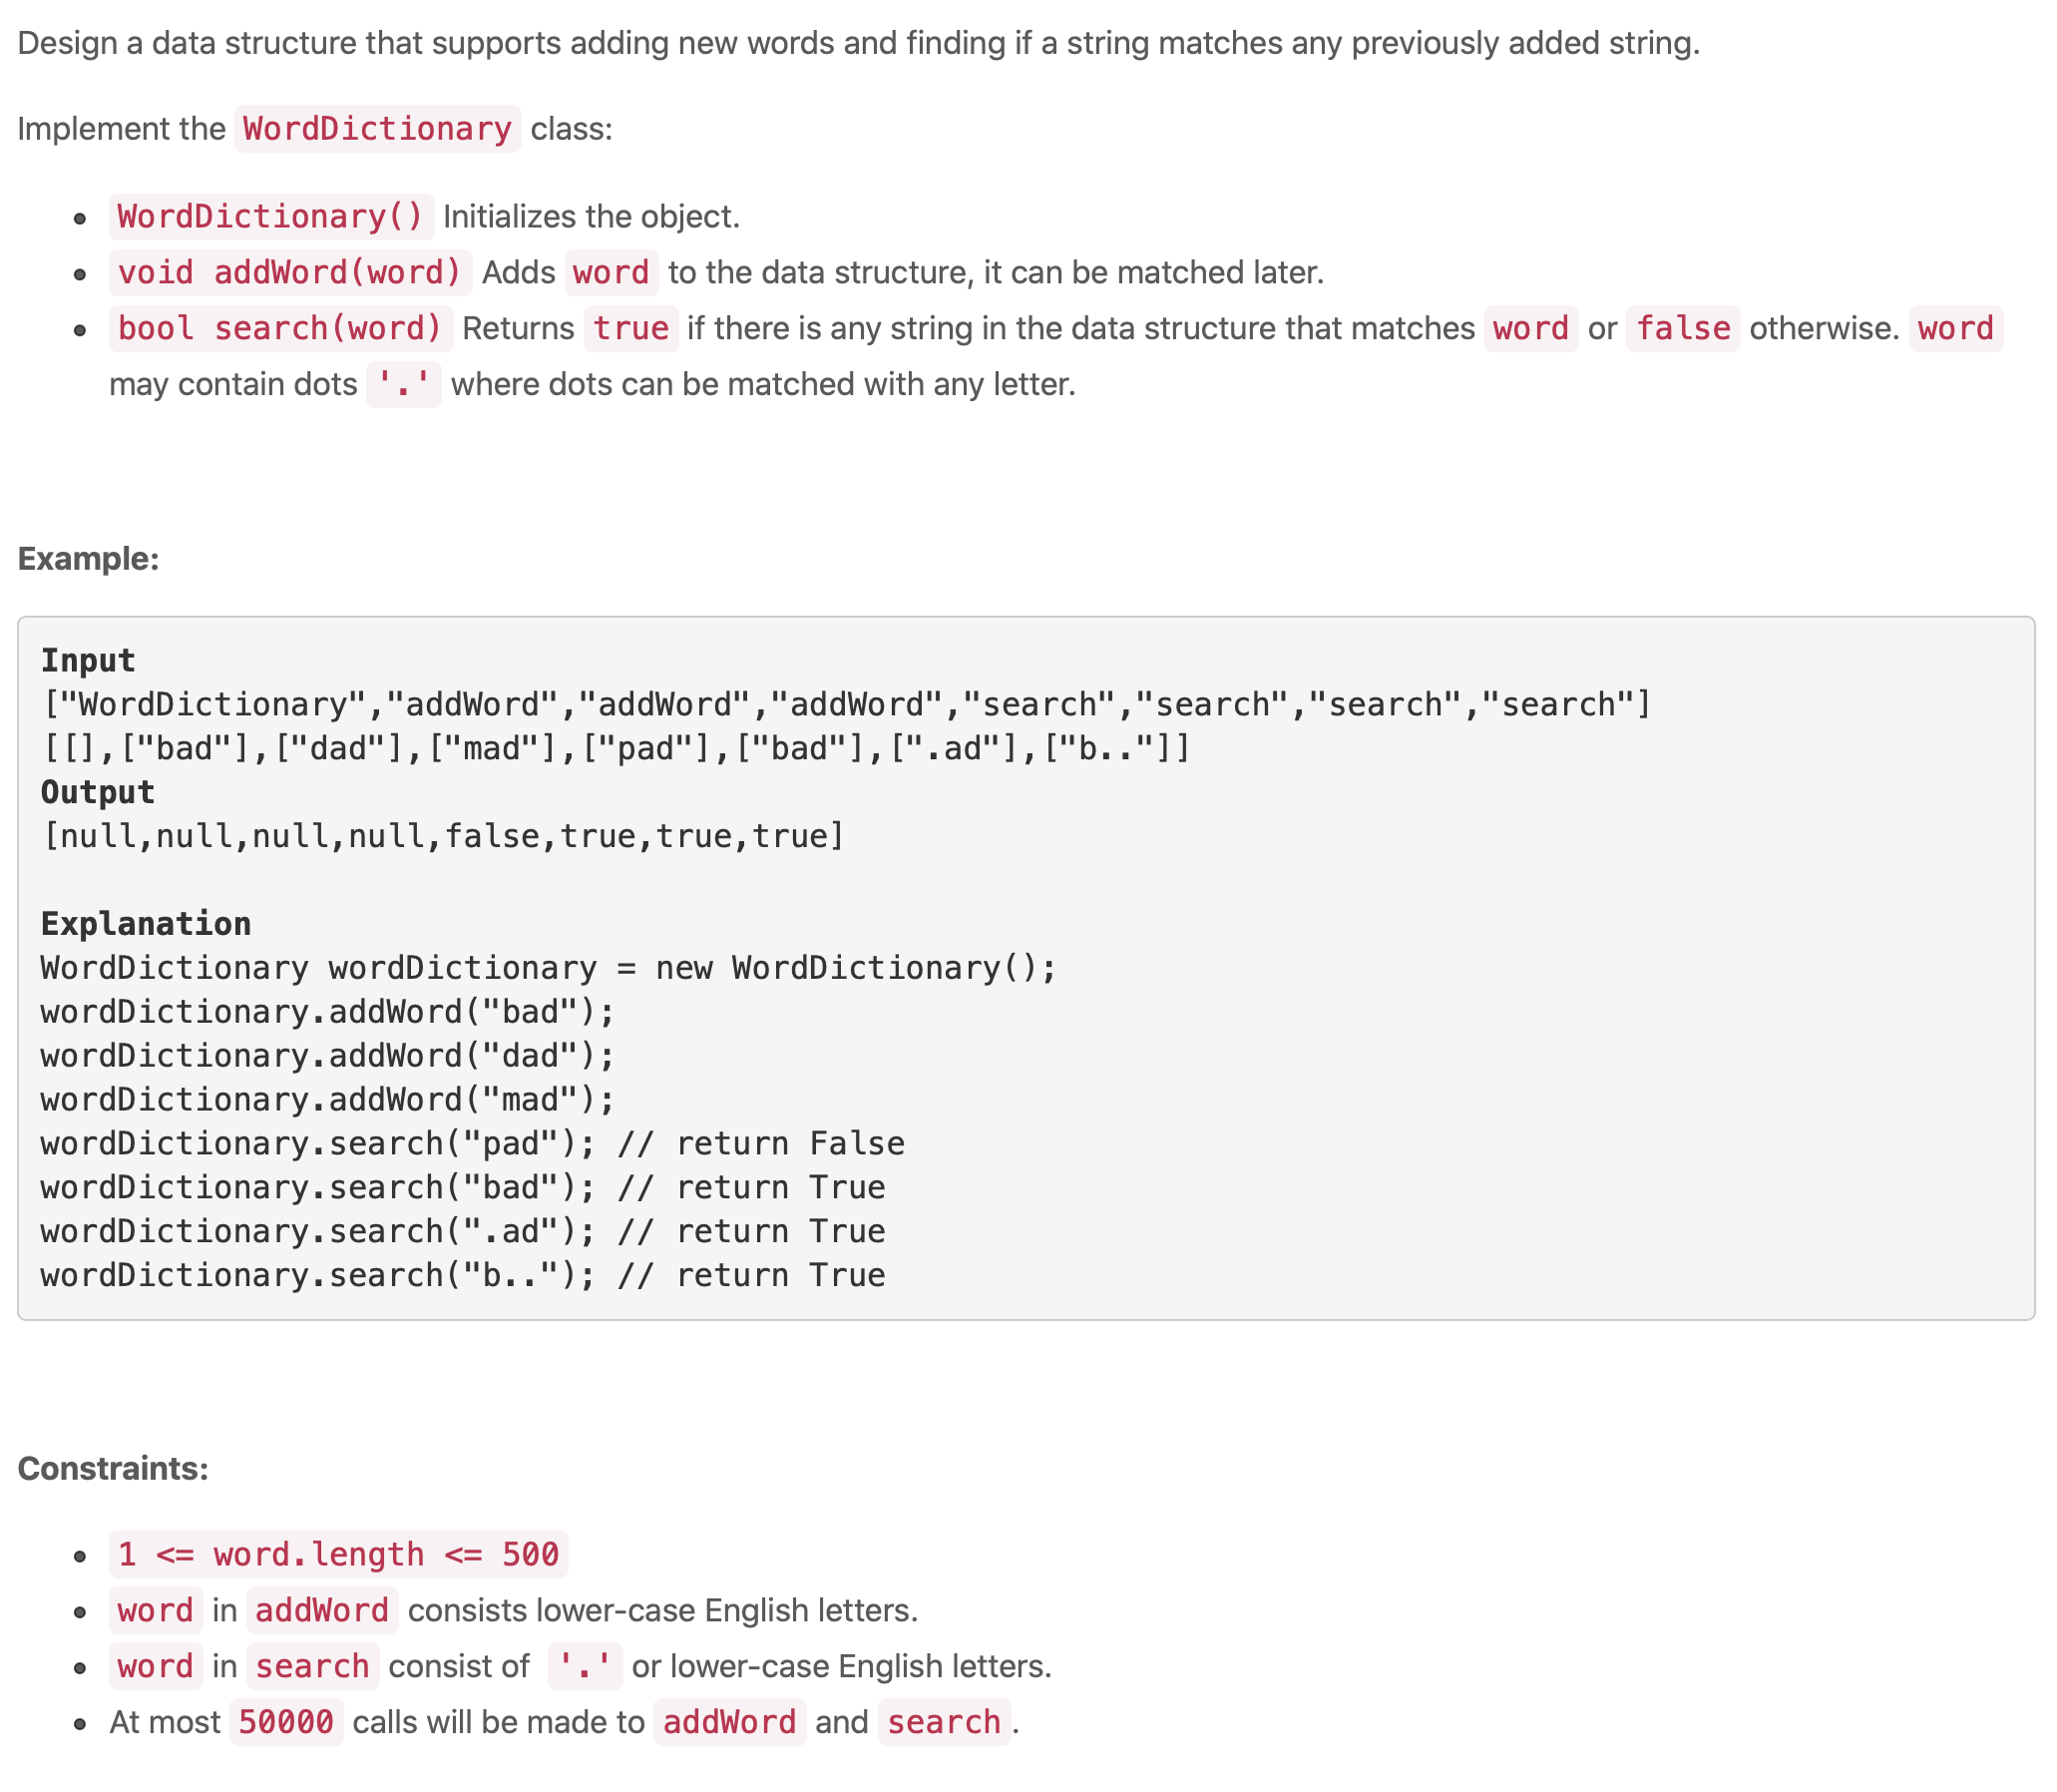 Design a data structure that supports adding new words and finding if a string matches any previously added string.
Implement the WordDictionary class:
WordDictionary() Initializes the object.
void addWord(word) Adds word to the data structure, it can be matched later.
bool search(word) Returns true if there is any string in the data structure that matches word or false otherwise. word
may contain dots '.' where dots can be matched with any letter.
Example:
Input
["WordDictionary","addWord","addWord","addWord","search","search","search","search"]
[[],["bad"],["dad"],["mad"],["pad"],["bad"],[".ad"],["b.."]]
Output
[null,null,null,null,false,true,true,true]
Explanation
WordDictionary wordDictionary = new WordDictionary();
wordDictionary.addWord("bad");
wordDictionary.addWord("dad");
wordDictionary.addWord("mad");
wordDictionary.search("pad"); // return False
wordDictionary.search("bad"); // return True
wordDictionary.search(".ad"); // return True
wordDictionary.search("b.."); // return True
Constraints:
1 <= word.length <= 500
word in addWord consists lower-case English letters.
word in search consist of '.' or lower-case English letters.
At most 50000 calls will be made to addWord and search.